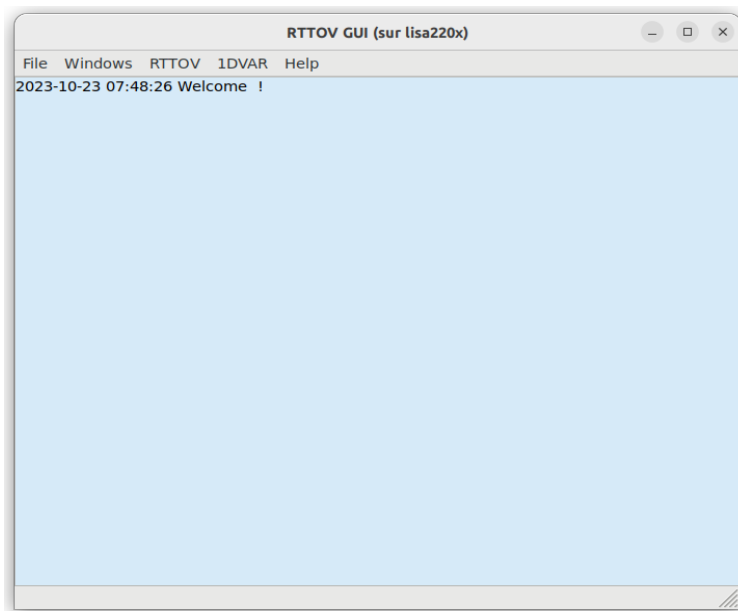 RTTOV GUI (sur lisa220x)
File Windows RTTOV 1DVAR Help
2023-10-23 07:48:26 Welcome !